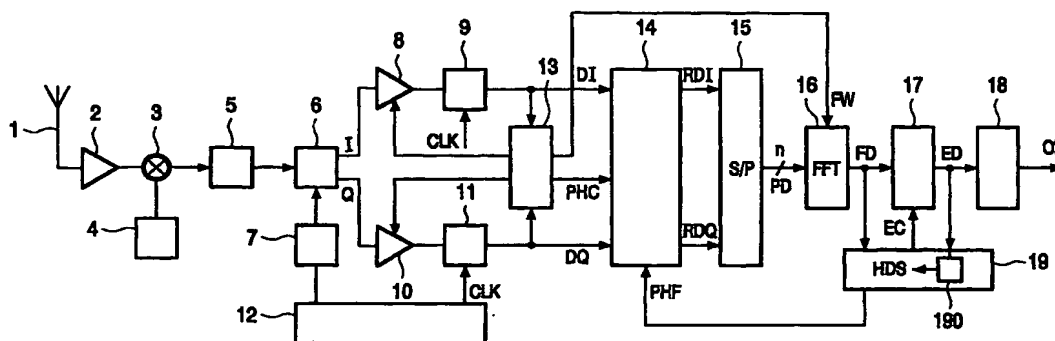 1
2
3
4
5
6
7
I
Q
8
9
CLK
10
11
CLK
12
DI
13
PHC
DQ
14
RDI
RDQ
PHF
15
S/P
n
PD
FW
16
FFT
FD
17
ED
EC
18
HDS
19
190